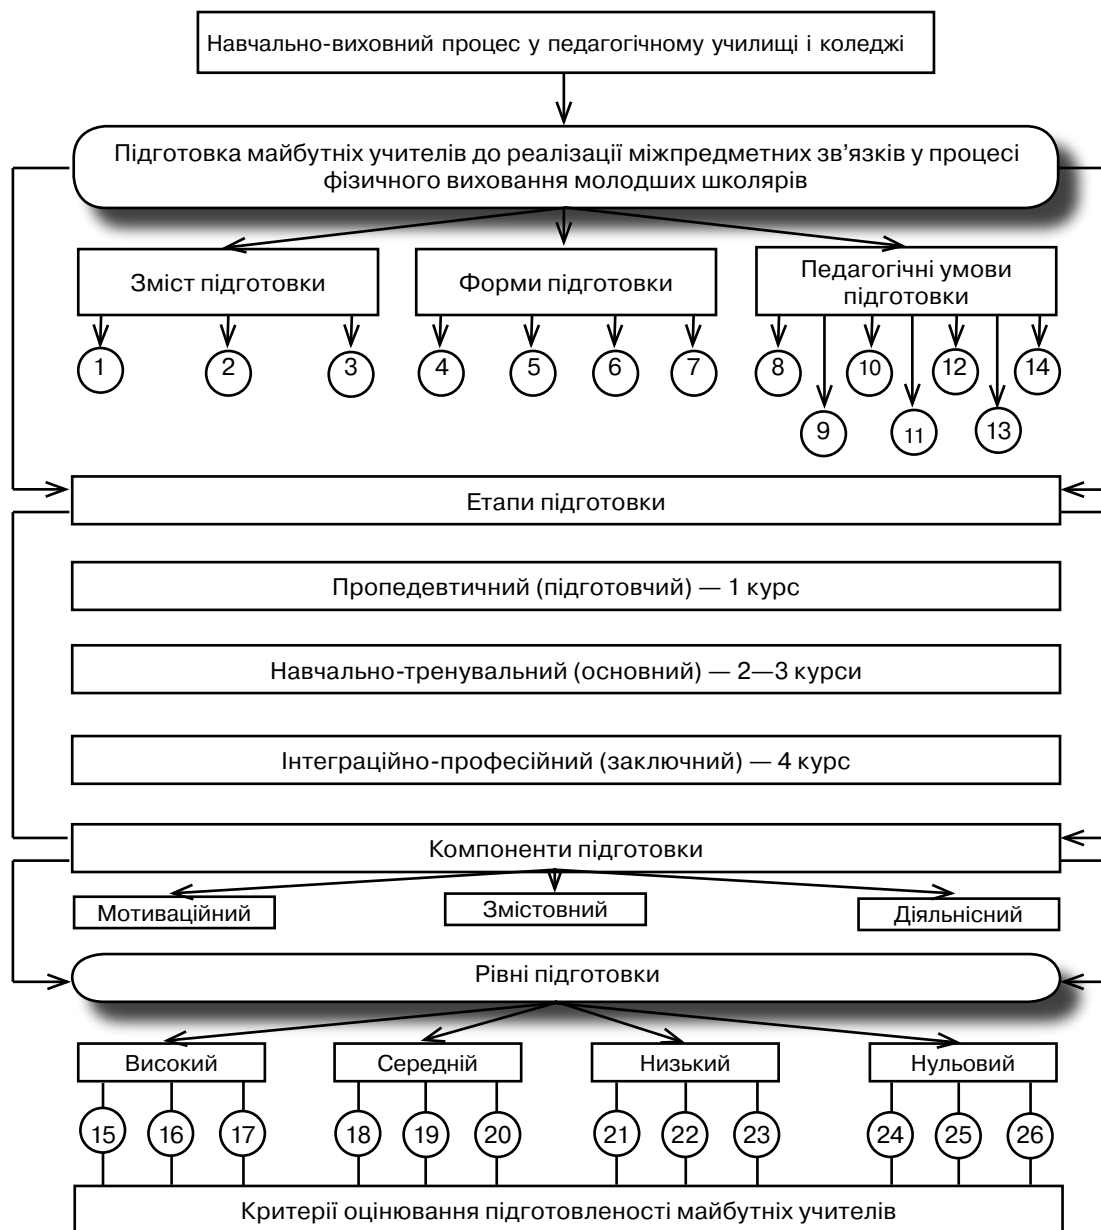 Навчально-виховний процес у педагогічному училищі і коледжі
Підготовка майбутніх учителів до реалізації міжпредметних зв'язків у процесі
фізичного виховання молодших школярів
Зміст підготовки
Форми підготовки
Педагогічні умови
підготовки
1 2 3 4 5 6 7 8 10 12 14
9 11 13
Етапи підготовки
Пропедевтичний (підготовчий) — 1 курс
Навчально-тренувальний (основний) — 2—3 курси
Інтеграційно-професійний (заключний) — 4 курс
Компоненти підготовки
Мотиваційний Змістовний Діяльнісний
Рівні підготовки
Високий Середній Низький Нульовий
15 16 17 18 19 20 21 22 23 24 25 26
Критерії оцінювання підготовленості майбутніх учителів